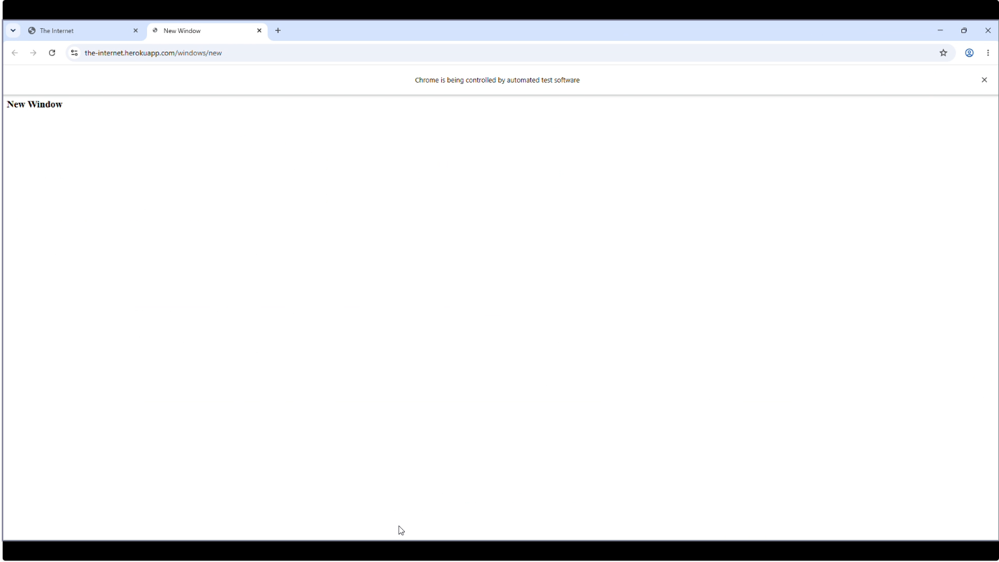 The Internet
New Window
the-internet.herokuapp.com/windows/new
Chrome is being controlled by automated test software
New Window